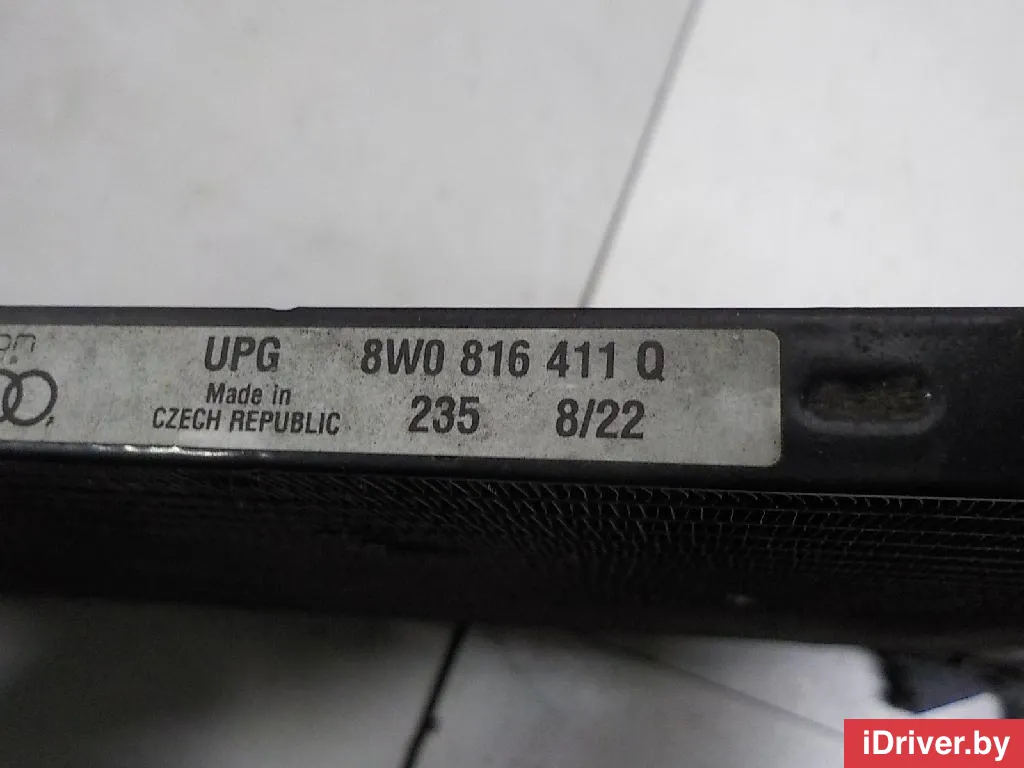 UPG 8W0 816 411 Q
Made in
CZECH REPUBLIC 235 8/22
iDriver.by